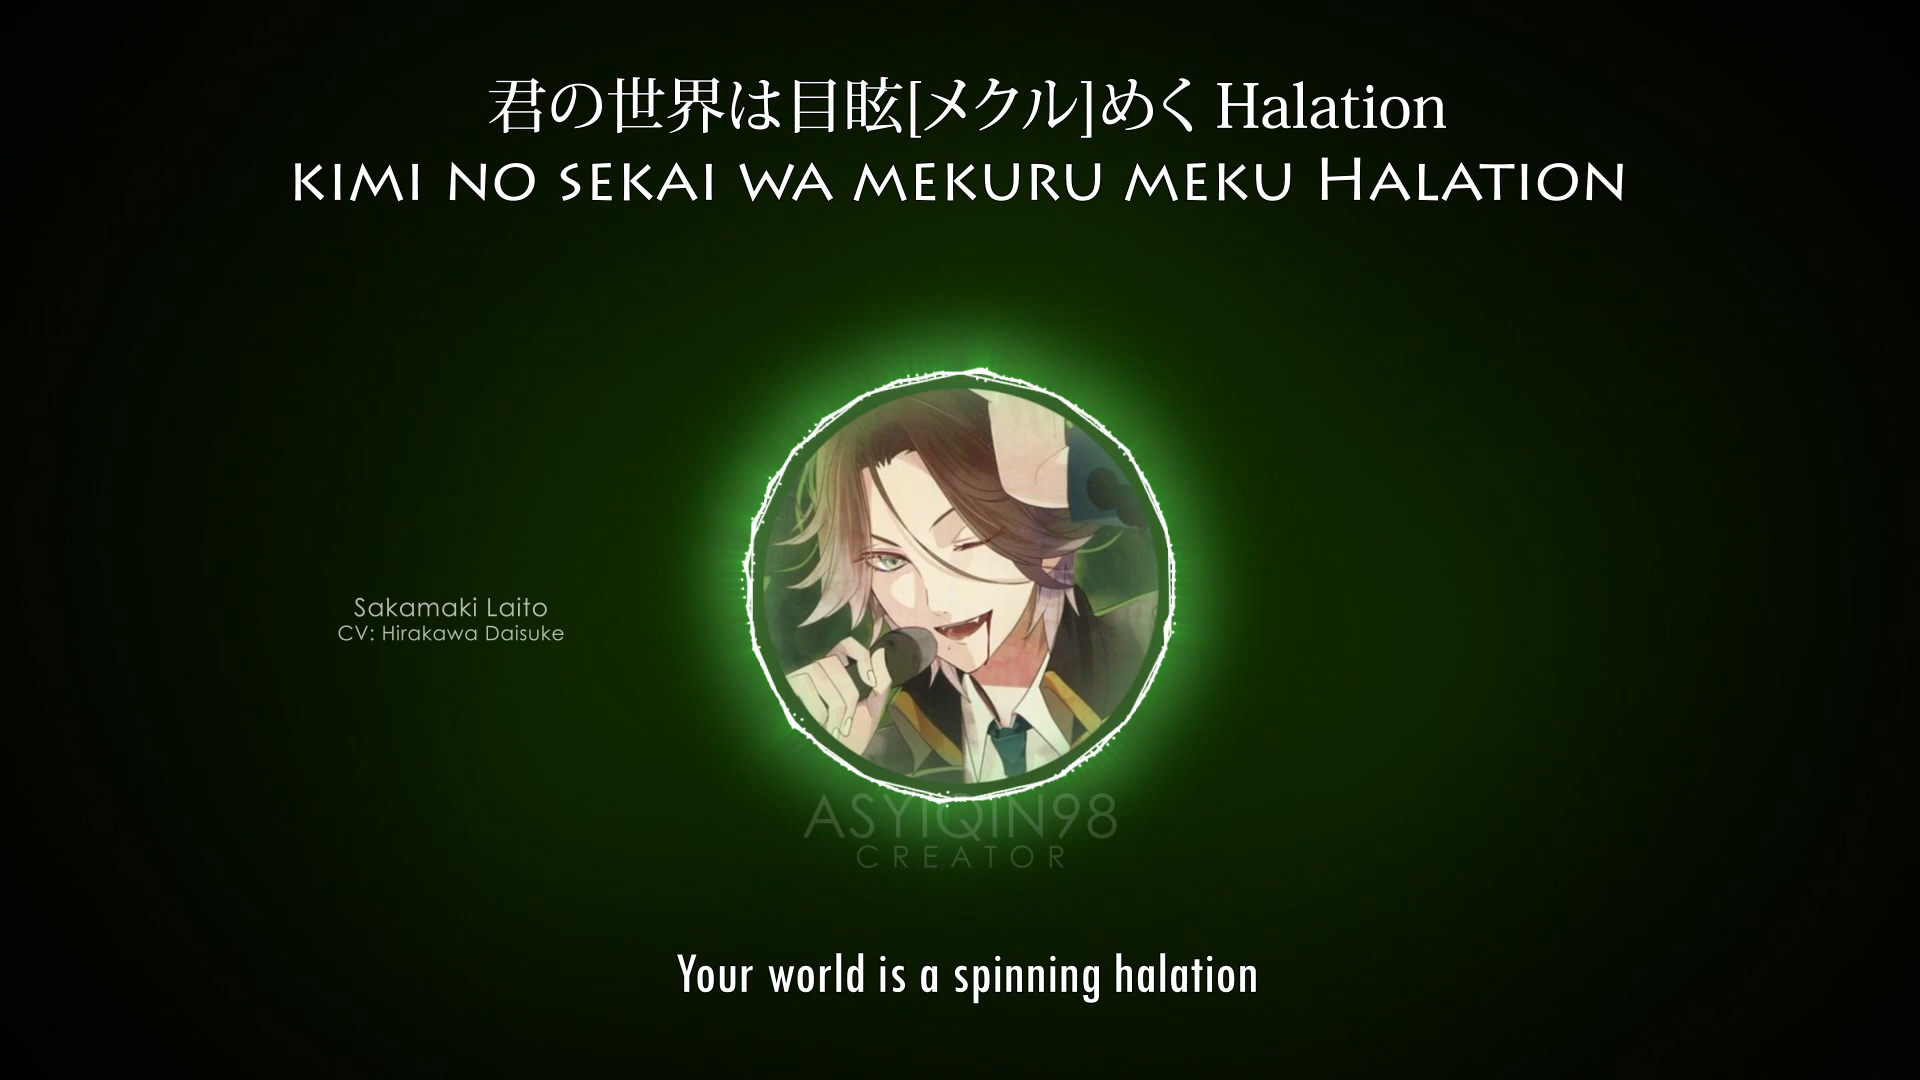 君の世界は目眩[メクル]めく Halation
KIMI NO SEKAI WA MEKURU MEKU HALATION
Sakamaki Laito
CV: Hirakawa Daisuke
ASYIQIN98
CREATOR
Your world is a spinning halation